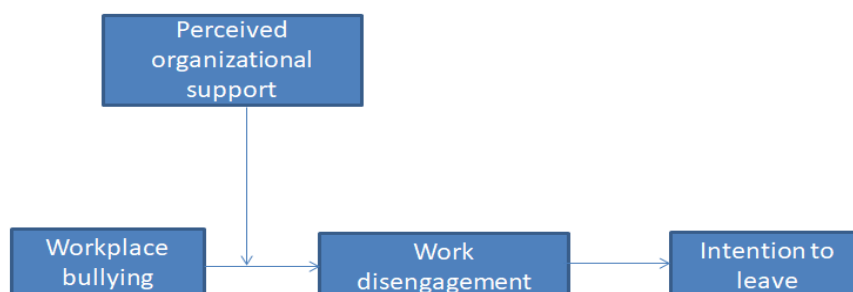 Perceived
organizational
support
Workplace
bullying
Work
disengagement
Intention to
leave